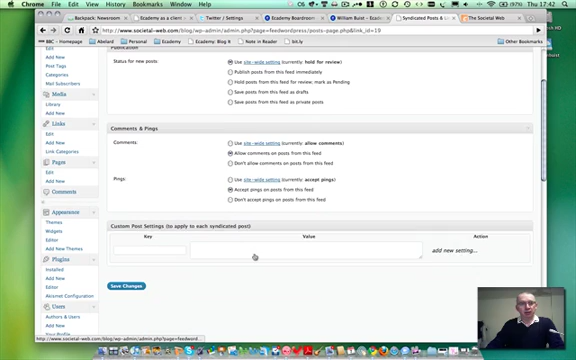 Chrome File Edit View History Bookmarks Window Help
Thu 17:42
Backpack: Newsroom
Ecademy as a client
Twitter / Settings
Ecademy Boardroom
William Buist
Syndicated Posts & L
The Societal Web
http://www.societal-web.com/wp-admin/admin.php?page=feedwordpress/posts-page.php&link_id=19
Apple
Abelard
Personal
Ecademy
Ecademy: Blog it
Note in Reader
Blog This!
Other Bookmarks
Edit
Add New
Post Tags
Categories
Mail Subscribers
Media
Library
Add New
Links
Edit
Add New
Link Categories
Pages
Edit
Add New
Comments
Appearance
Themes
Widgets
Editor
Add New Themes
Plugins
Installed
Add New
Editor
Akismet Configuration
Users
Authors & Users
Add New
Your Profile
Publication
Status for new posts:
Use site-wide setting (currently: hold for review)
Publish posts from this feed immediately
Hold posts from this feed for review; mark as Pending
Save posts from this feed as drafts
Save posts from this feed as private posts
Comments & Pings
Comments:
Use site-wide setting (currently: allow comments)
Allow comments on posts from this feed
Don't allow comments on posts from this feed
Pings:
Use site-wide setting (currently: accept pings)
Accept pings on posts from this feed
Don't accept pings on posts from this feed
Custom Post Settings (to apply to each syndicated post)
Key Value Action
add new setting...
Save Changes
http://www.societal-web.com/wp-admin/admin.php?page=feedword...